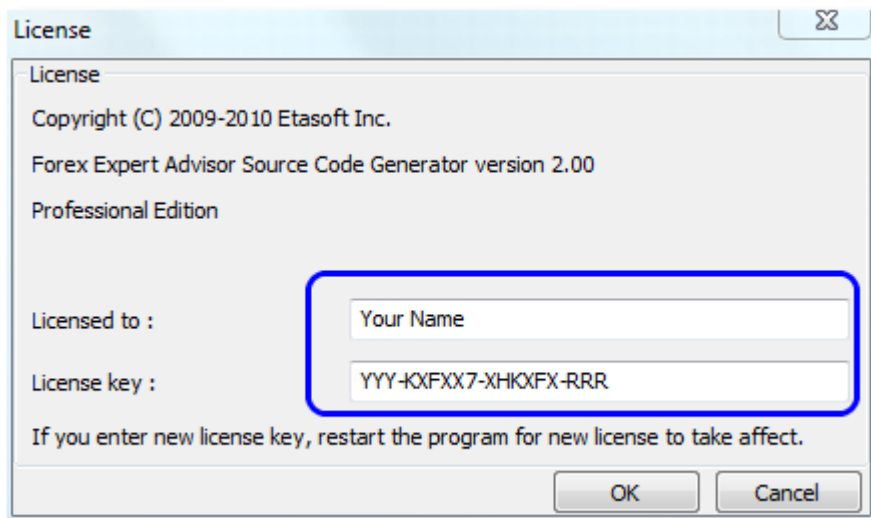 License
License
Copyright (C) 2009-2010 Etasoft Inc.
Forex Expert Advisor Source Code Generator version 2.00
Professional Edition
Licensed to : Your Name
License key : YYY-KXFXX7-XHKXFX-RRR
If you enter new license key, restart the program for new license to take affect.
OK Cancel